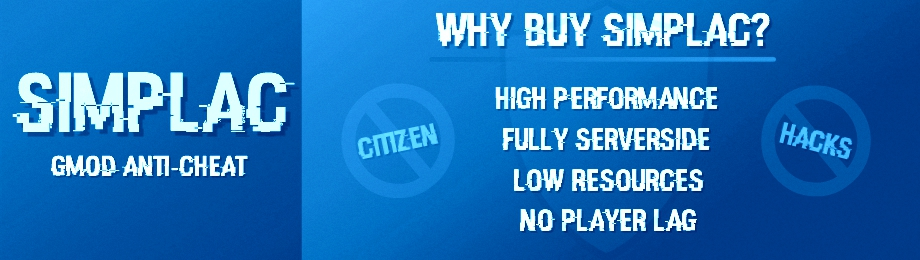 SIMPLAC
GMOD ANTI-CHEAT
WHY BUY SIMPLAC?
CITIZEN
HIGH PERFORMANCE
FULLY SERVERSIDE
LOW RESOURCES
NO PLAYER LAG
HACKS